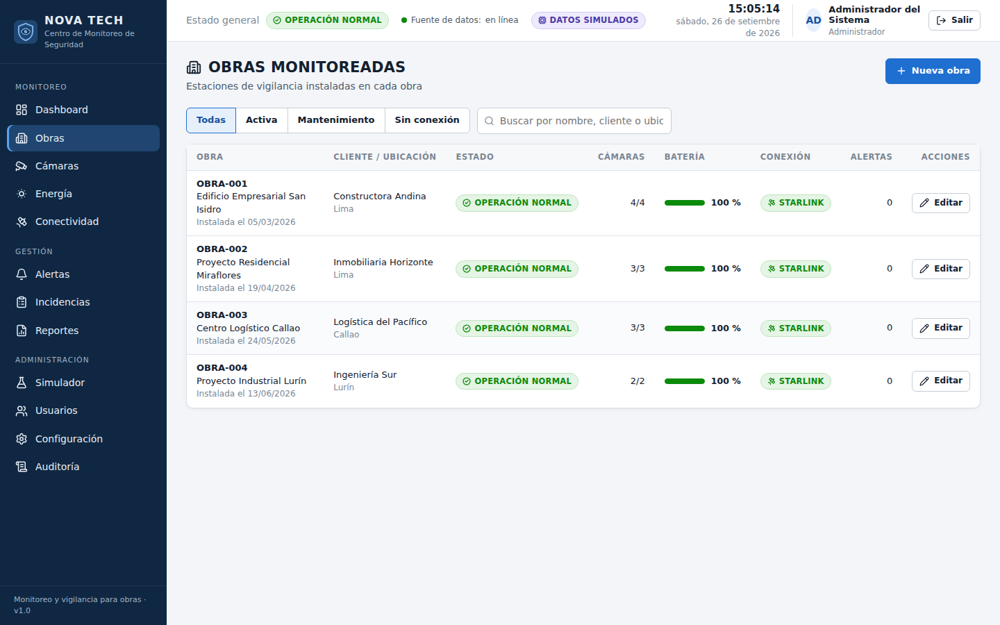 NOVA TECH
Centro de Monitoreo de
Seguridad
MONITOREO
Dashboard
Obras
Cámaras
Energía
Conectividad
GESTIÓN
Alertas
Incidencias
Reportes
ADMINISTRACIÓN
Simulador
Usuarios
Configuración
Auditoría
Monitoreo y vigilancia para obras ·
v1.0
Estado general
OPERACIÓN NORMAL
Fuente de datos: en línea
DATOS SIMULADOS
15:05:14
sábado, 26 de setiembre
de 2026
AD
Administrador del
Sistema
Administrador
Salir
OBRAS MONITOREADAS
Estaciones de vigilancia instaladas en cada obra
Nueva obra
Todas Activa Mantenimiento Sin conexión
Buscar por nombre, cliente o ubic
OBRA CLIENTE / UBICACIÓN ESTADO CÁMARAS BATERÍA CONEXIÓN ALERTAS ACCIONES
OBRA-001
Edificio Empresarial San
Isidro
Instalada el 05/03/2026
Constructora Andina
Lima
OPERACIÓN NORMAL 4/4 100 % STARLINK 0 Editar
OBRA-002
Proyecto Residencial
Miraflores
Instalada el 19/04/2026
Inmobiliaria Horizonte
Lima
OPERACIÓN NORMAL 3/3 100 % STARLINK 0 Editar
OBRA-003
Centro Logístico Callao
Instalada el 24/05/2026
Logística del Pacífico
Callao
OPERACIÓN NORMAL 3/3 100 % STARLINK 0 Editar
OBRA-004
Proyecto Industrial Lurín
Instalada el 13/06/2026
Ingeniería Sur
Lurín
OPERACIÓN NORMAL 2/2 100 % STARLINK 0 Editar